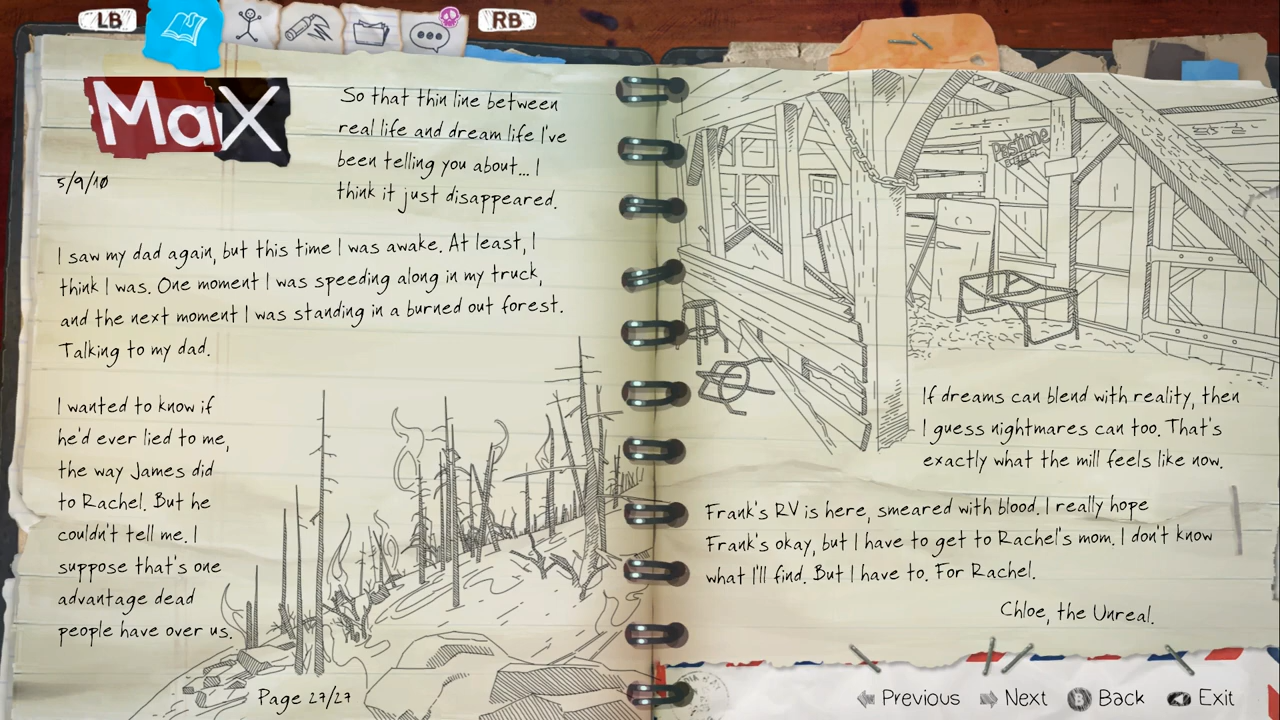 LB
RB
Max
5/9/10
So that thin line between
real life and dream life I've
been telling you about... I
think it just disappeared.
I saw my dad again, but this time I was awake. At least, I
think I was. One moment I was speeding along in my truck,
and the next moment I was standing in a burned out forest.
Talking to my dad.
I wanted to know if
he'd ever lied to me,
the way James did
to Rachel. But he
couldn't tell me. I
suppose that's one
advantage dead
people have over us.
Page 27/27
Pastime
If dreams can blend with reality, then
I guess nightmares can too. That's
exactly what the mill feels like now.
Frank's RV is here, smeared with blood. I really hope
Frank's okay, but I have to get to Rachel's mom. I don't know
what I'll find. But I have to. For Rachel.
Chloe, the Unreal.
Previous
Next
B Back
Exit